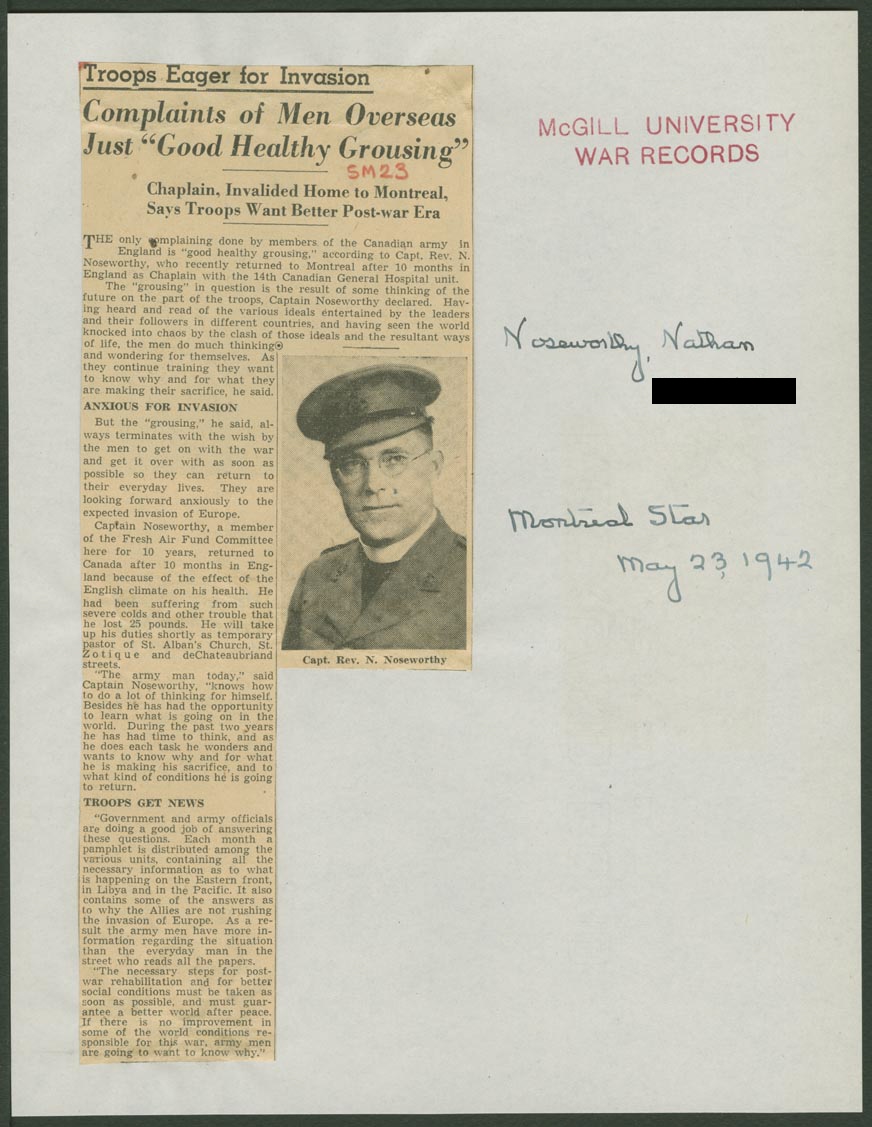 Troops Eager for Invasion
Complaints of Men Overseas
Just “Good Healthy Grousing”
SM23
Chaplain, Invalided Home to Montreal,
Says Troops Want Better Post-war Era
THE only complaining done by members of the Canadian army in
England is “good healthy grousing,” according to Capt. Rev. N.
Noseworthy, who recently returned to Montreal after 10 months in
England as Chaplain with the 14th Canadian General Hospital unit.
The “grousing” in question is the result of some thinking of the
future on the part of the troops, Captain Noseworthy declared. Hav-
ing heard and read of the various ideals entertained by the leaders
and their followers in different countries, and having seen the world
knocked into chaos by the clash of those ideals and the resultant ways
of life, the men do much thinking
and wondering for themselves. As
they continue training they want
to know why and for what they
are making their sacrifice, he said.
ANXIOUS FOR INVASION
But the “grousing,” he said, al-
ways terminates with the wish by
the men to get on with the war
and get it over with as soon as
possible so they can return to
their everyday lives. They are
looking forward anxiously to the
expected invasion of Europe.
Captain Noseworthy, a member
of the Fresh Air Fund Committee
here for 10 years, returned to
Canada after 10 months in Eng-
land because of the effect of the
English climate on his health. He
had been suffering from such
severe colds and other trouble that
he lost 25 pounds. He will take
up his duties shortly as temporary
pastor of St. Alban's Church, St.
Zotique and deChateaubriand
streets.
“The army man today,” said
Captain Noseworthy, “knows how
to do a lot of thinking for himself.
Besides he has had the opportunity
to learn what is going on in the
world. During the past two years
he has had time to think, and as
he does each task he wonders and
wants to know why and for what
he is making his sacrifice, and to
what kind of conditions he is going
to return.
TROOPS GET NEWS
“Government and army officials
are doing a good job of answering
these questions. Each month a
pamphlet is distributed among the
various units, containing all the
necessary information as to what
is happening on the Eastern front,
in Libya and in the Pacific. It also
contains some of the answers as
to why the Allies are not rushing
the invasion of Europe. As a re-
sult the army men have more in-
formation regarding the situation
than the everyday man in the
street who reads all the papers.
“The necessary steps for post-
war rehabilitation and for better
social conditions must be taken as
soon as possible, and must guar-
antee a better world after peace.
If there is no improvement in
some of the world conditions re-
sponsible for this war, army men
are going to want to know why.”
Capt. Rev. N. Noseworthy
McGILL UNIVERSITY
WAR RECORDS
Noseworthy, Nathan
Montreal Star
May 23, 1942